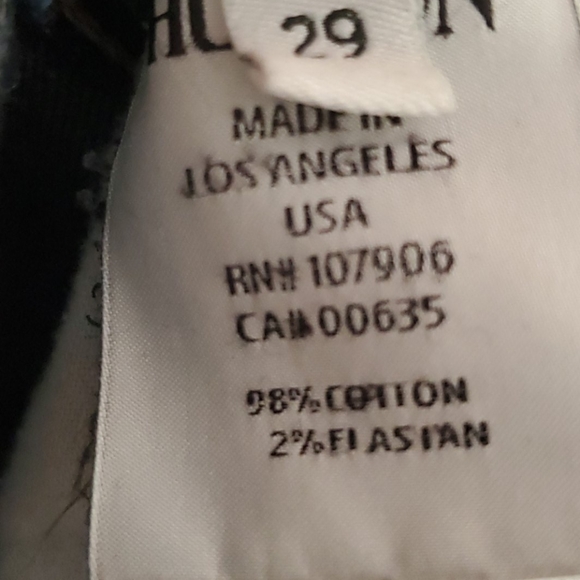 29
MADE IN
LOS ANGELES
USA
RN# 107906
CA# 00635
98% COTTON
2% ELASTAN